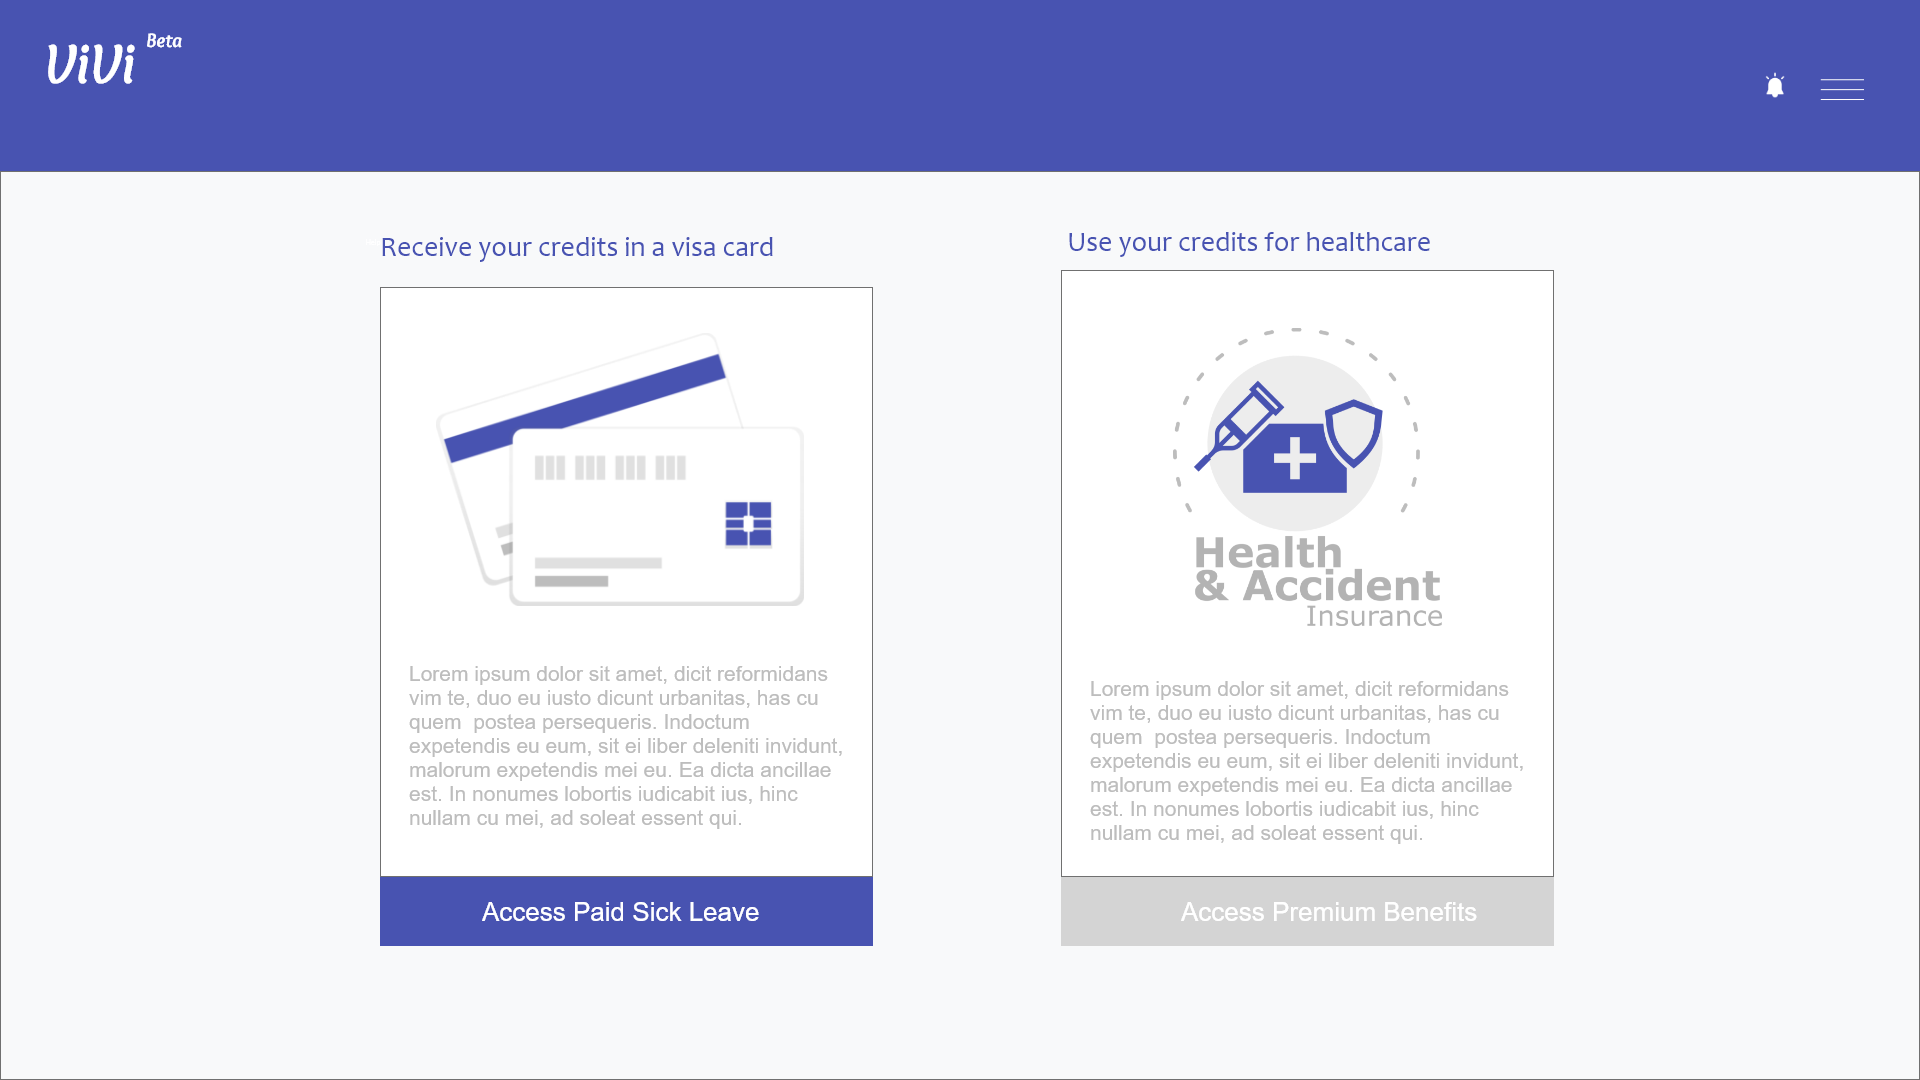 ViVi Beta
Receive your credits in a visa card
Lorem ipsum dolor sit amet, dicit reformidans
vim te, duo eu iusto dicunt urbanitas, has cu
quem  postea persequeris. Indoctum
expetendis eu eum, sit ei liber deleniti invidunt,
malorum expetendis mei eu. Ea dicta ancillae
est. In nonumes lobortis iudicabit ius, hinc
nullam cu mei, ad soleat essent qui.
Access Paid Sick Leave
Use your credits for healthcare
Health
& Accident
Insurance
Lorem ipsum dolor sit amet, dicit reformidans
vim te, duo eu iusto dicunt urbanitas, has cu
quem  postea persequeris. Indoctum
expetendis eu eum, sit ei liber deleniti invidunt,
malorum expetendis mei eu. Ea dicta ancillae
est. In nonumes lobortis iudicabit ius, hinc
nullam cu mei, ad soleat essent qui.
Access Premium Benefits